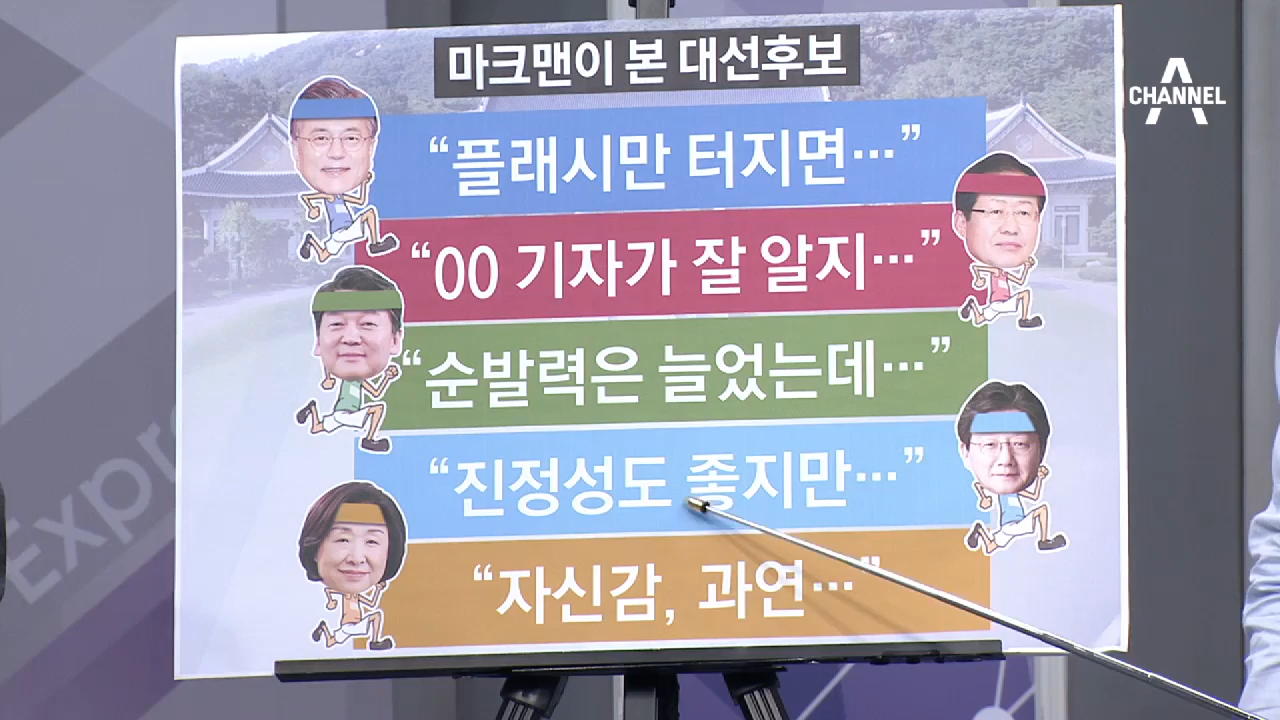 마크맨이 본 대선후보
CHANNEL A
“플래시만 터지면…”
“00 기자가 잘 알지…”
“순발력은 늘었는데…”
“진정성도 좋지만…”
“자신감, 과연…”
Expr